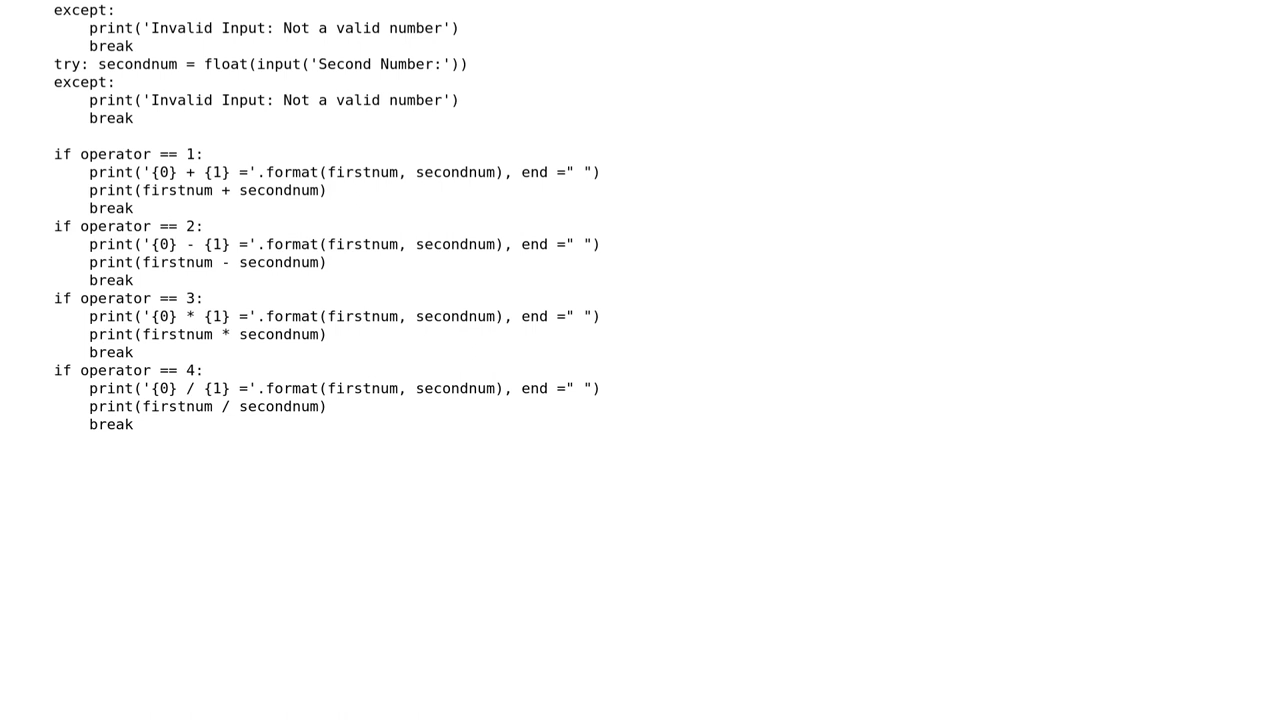 except:
    print('Invalid Input: Not a valid number')
    break
try: secondnum = float(input('Second Number:'))
except:
    print('Invalid Input: Not a valid number')
    break

if operator == 1:
    print('{0} + {1} ='.format(firstnum, secondnum), end =" ")
    print(firstnum + secondnum)
    break
if operator == 2:
    print('{0} - {1} ='.format(firstnum, secondnum), end =" ")
    print(firstnum - secondnum)
    break
if operator == 3:
    print('{0} * {1} ='.format(firstnum, secondnum), end =" ")
    print(firstnum * secondnum)
    break
if operator == 4:
    print('{0} / {1} ='.format(firstnum, secondnum), end =" ")
    print(firstnum / secondnum)
    break